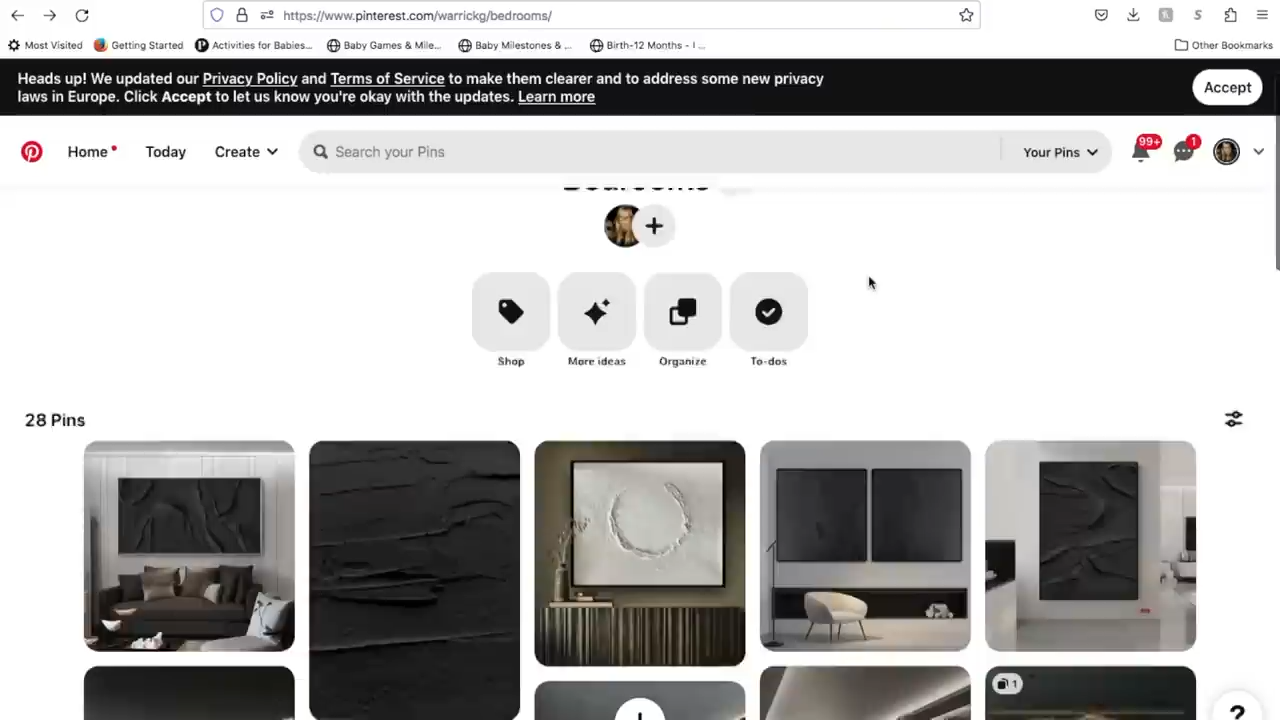 https://www.pinterest.com/warrickg/bedrooms/
Most Visited
Getting Started
Activities for Babies...
Baby Games & Mile...
Baby Milestones & ...
Birth-12 Months - I ...
Other Bookmarks
Heads up! We updated our Privacy Policy and Terms of Service to make them clearer and to address some new privacy
laws in Europe. Click Accept to let us know you're okay with the updates. Learn more
Accept
Home
Today
Create
Search your Pins
Your Pins
99+
1
Bedrooms
Shop
More ideas
Organize
To-dos
28 Pins
1
?